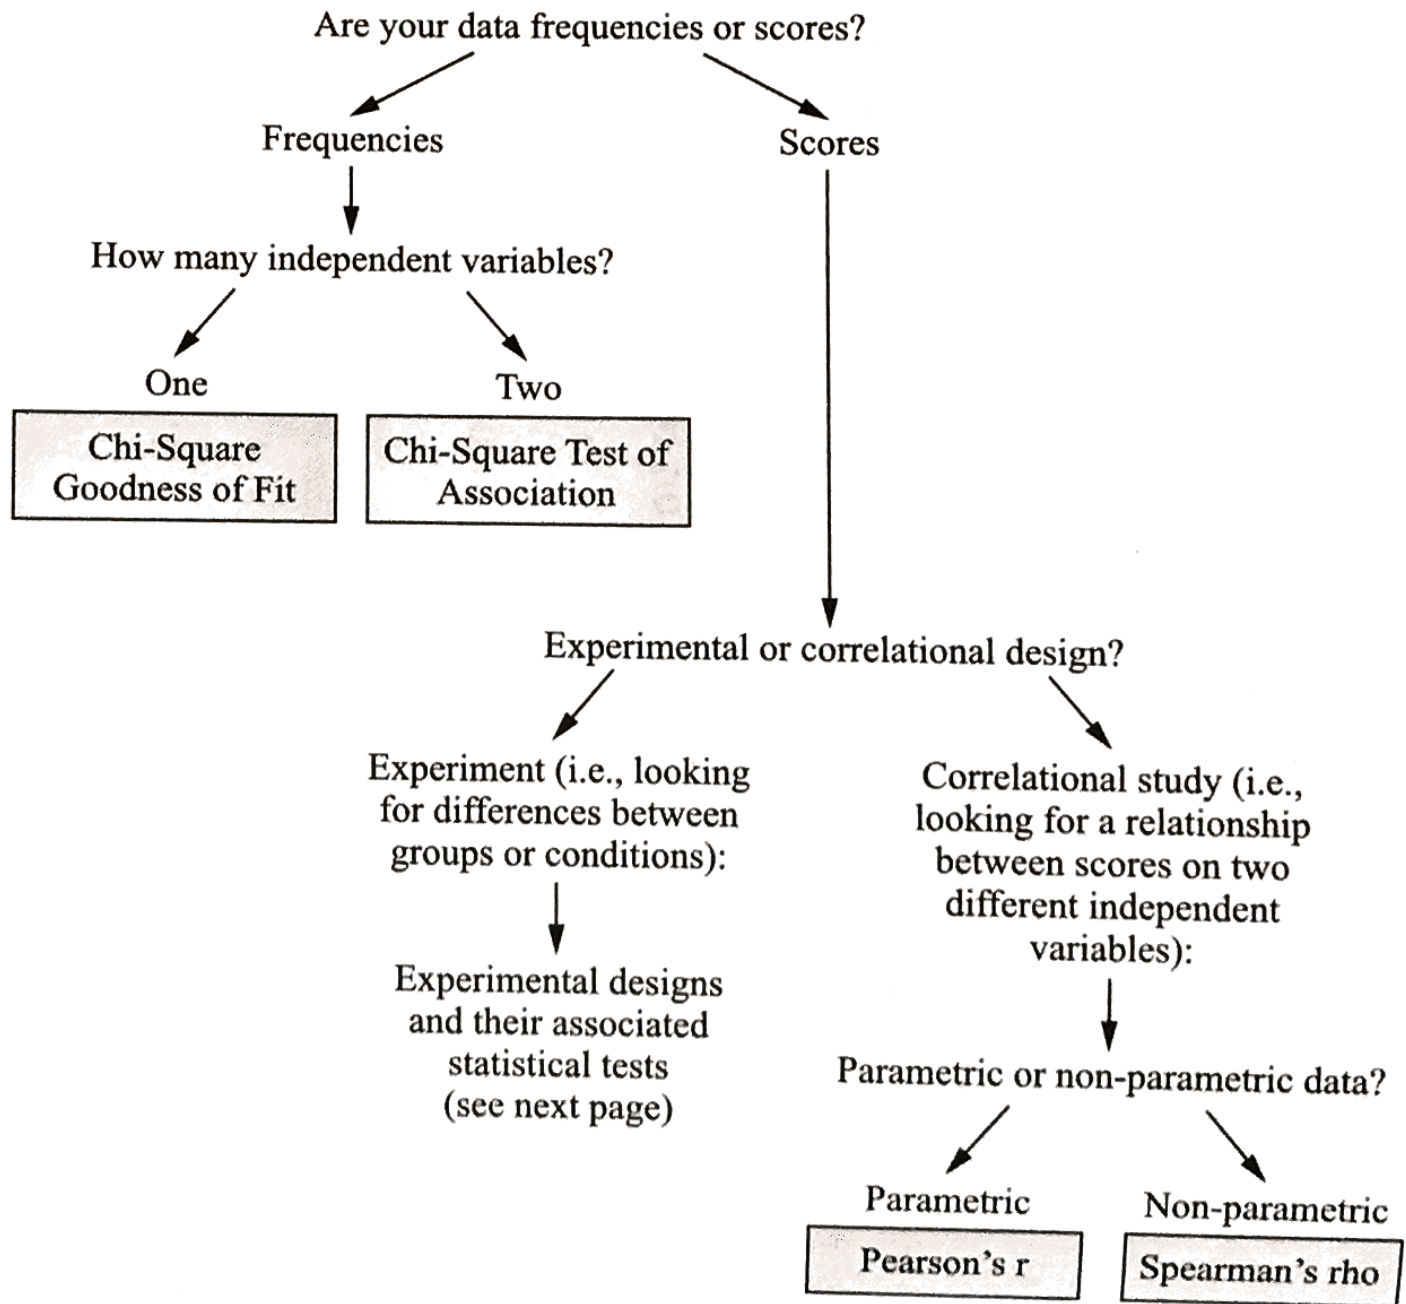 Are your data frequencies or scores?
Frequencies
Scores
How many independent variables?
One
Two
Chi-Square
Goodness of Fit
Chi-Square Test of
Association
Experimental or correlational design?
Experiment (i.e., looking
for differences between
groups or conditions):
Correlational study (i.e.,
looking for a relationship
between scores on two
different independent
variables):
Experimental designs
and their associated
statistical tests
(see next page)
Parametric or non-parametric data?
Parametric
Non-parametric
Pearson's r
Spearman's rho